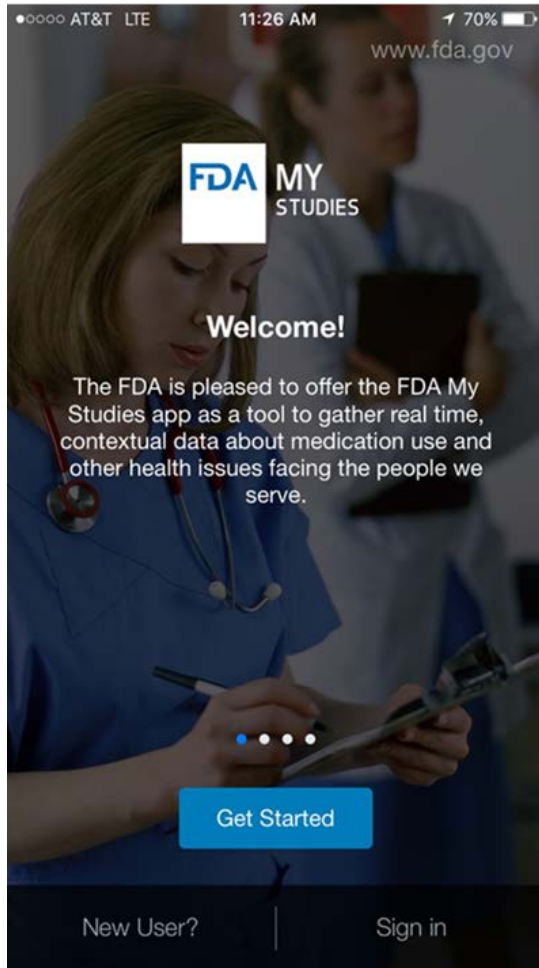 AT&T LTE 11:26 AM 70%
www.fda.gov
FDA MY
STUDIES
Welcome!
The FDA is pleased to offer the FDA My
Studies app as a tool to gather real time,
contextual data about medication use and
other health issues facing the people we
serve.
Get Started
New User? Sign in